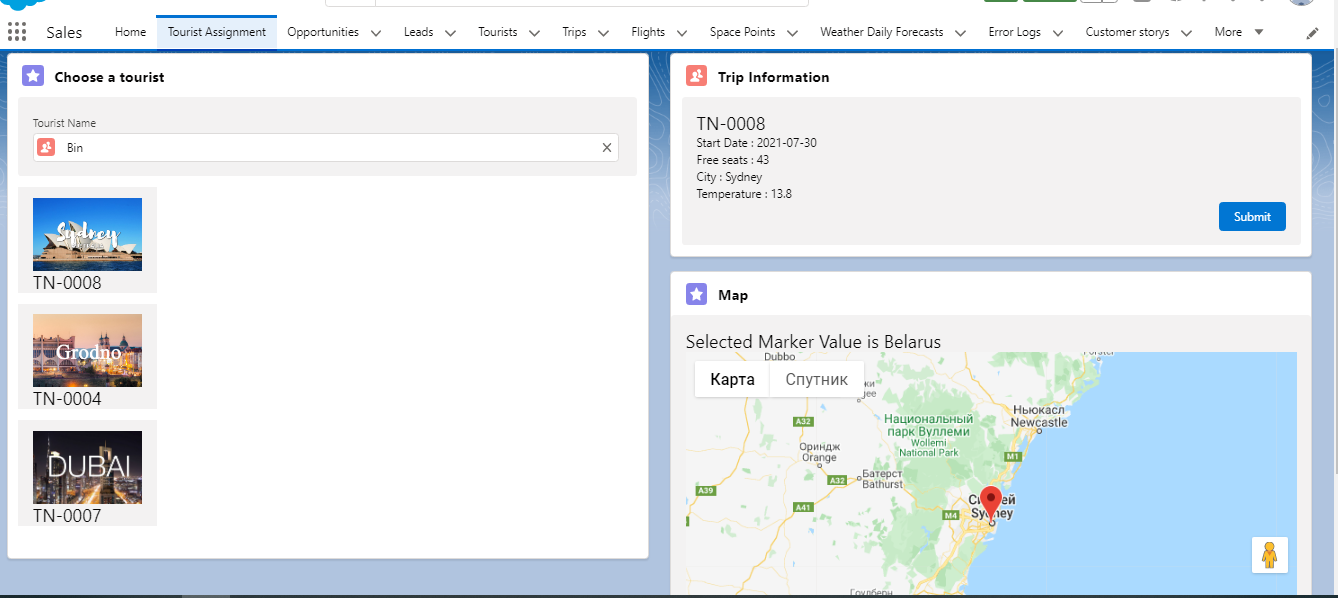 Sales
Home
Tourist Assignment
Opportunities
Leads
Tourists
Trips
Flights
Space Points
Weather Daily Forecasts
Error Logs
Customer storys
More
Choose a tourist
Tourist Name
Bin
Sydney
TN-0008
Grodno
TN-0004
DUBAI
TN-0007
Trip Information
TN-0008
Start Date : 2021-07-30
Free seats : 43
City : Sydney
Temperature : 13.8
Submit
Map
Selected Marker Value is Belarus
Dubbo
Карта
Спутник
A32
Национальный
парк Вуллеми
Wollemi
National Park
Ньюкасл
Newcastle
Ориндж
Orange
M1
A32
Батерст
Bathurst
A39
A41
M4
Сидней
Sydney